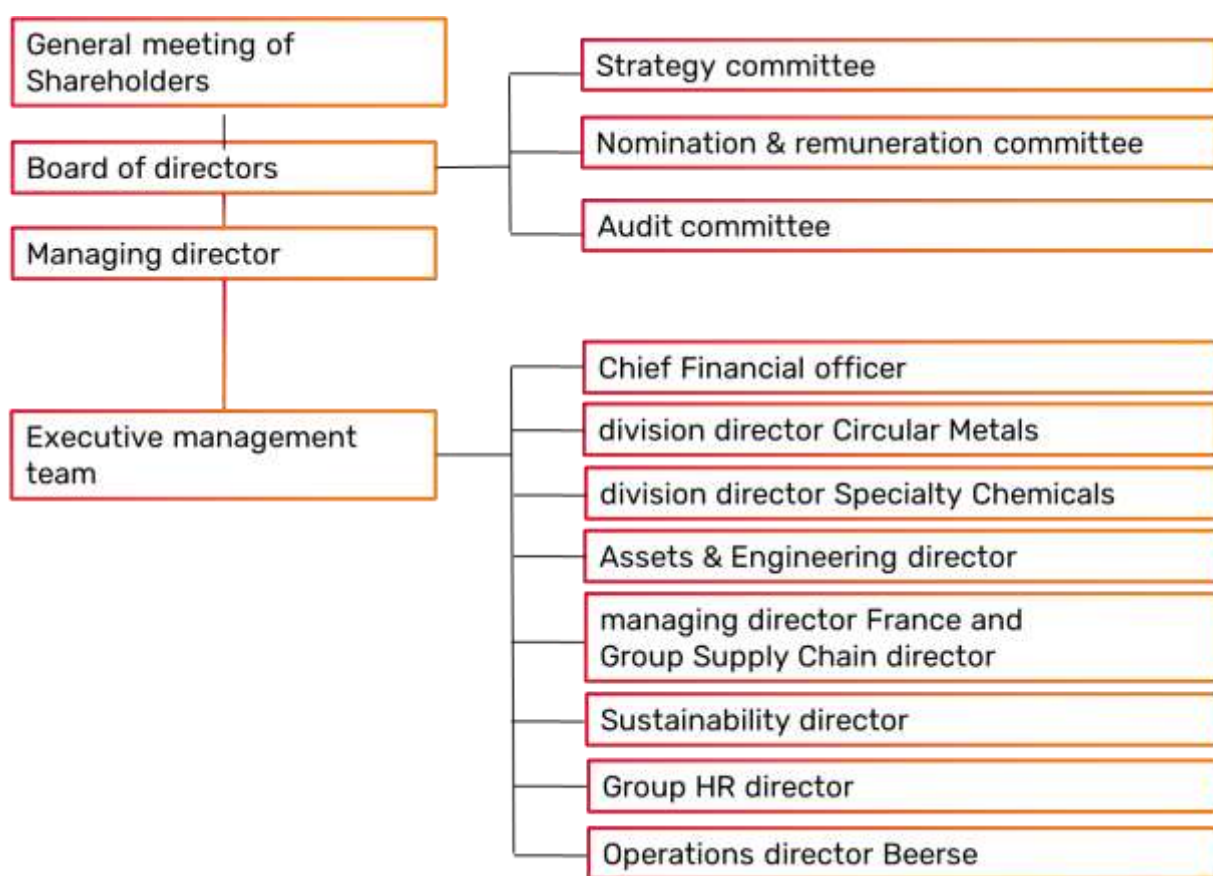 General meeting of
Shareholders
Board of directors
Managing director
Executive management
team
Strategy committee
Nomination & remuneration committee
Audit committee
Chief Financial officer
division director Circular Metals
division director Specialty Chemicals
Assets & Engineering director
managing director France and
Group Supply Chain director
Sustainability director
Group HR director
Operations director Beerse